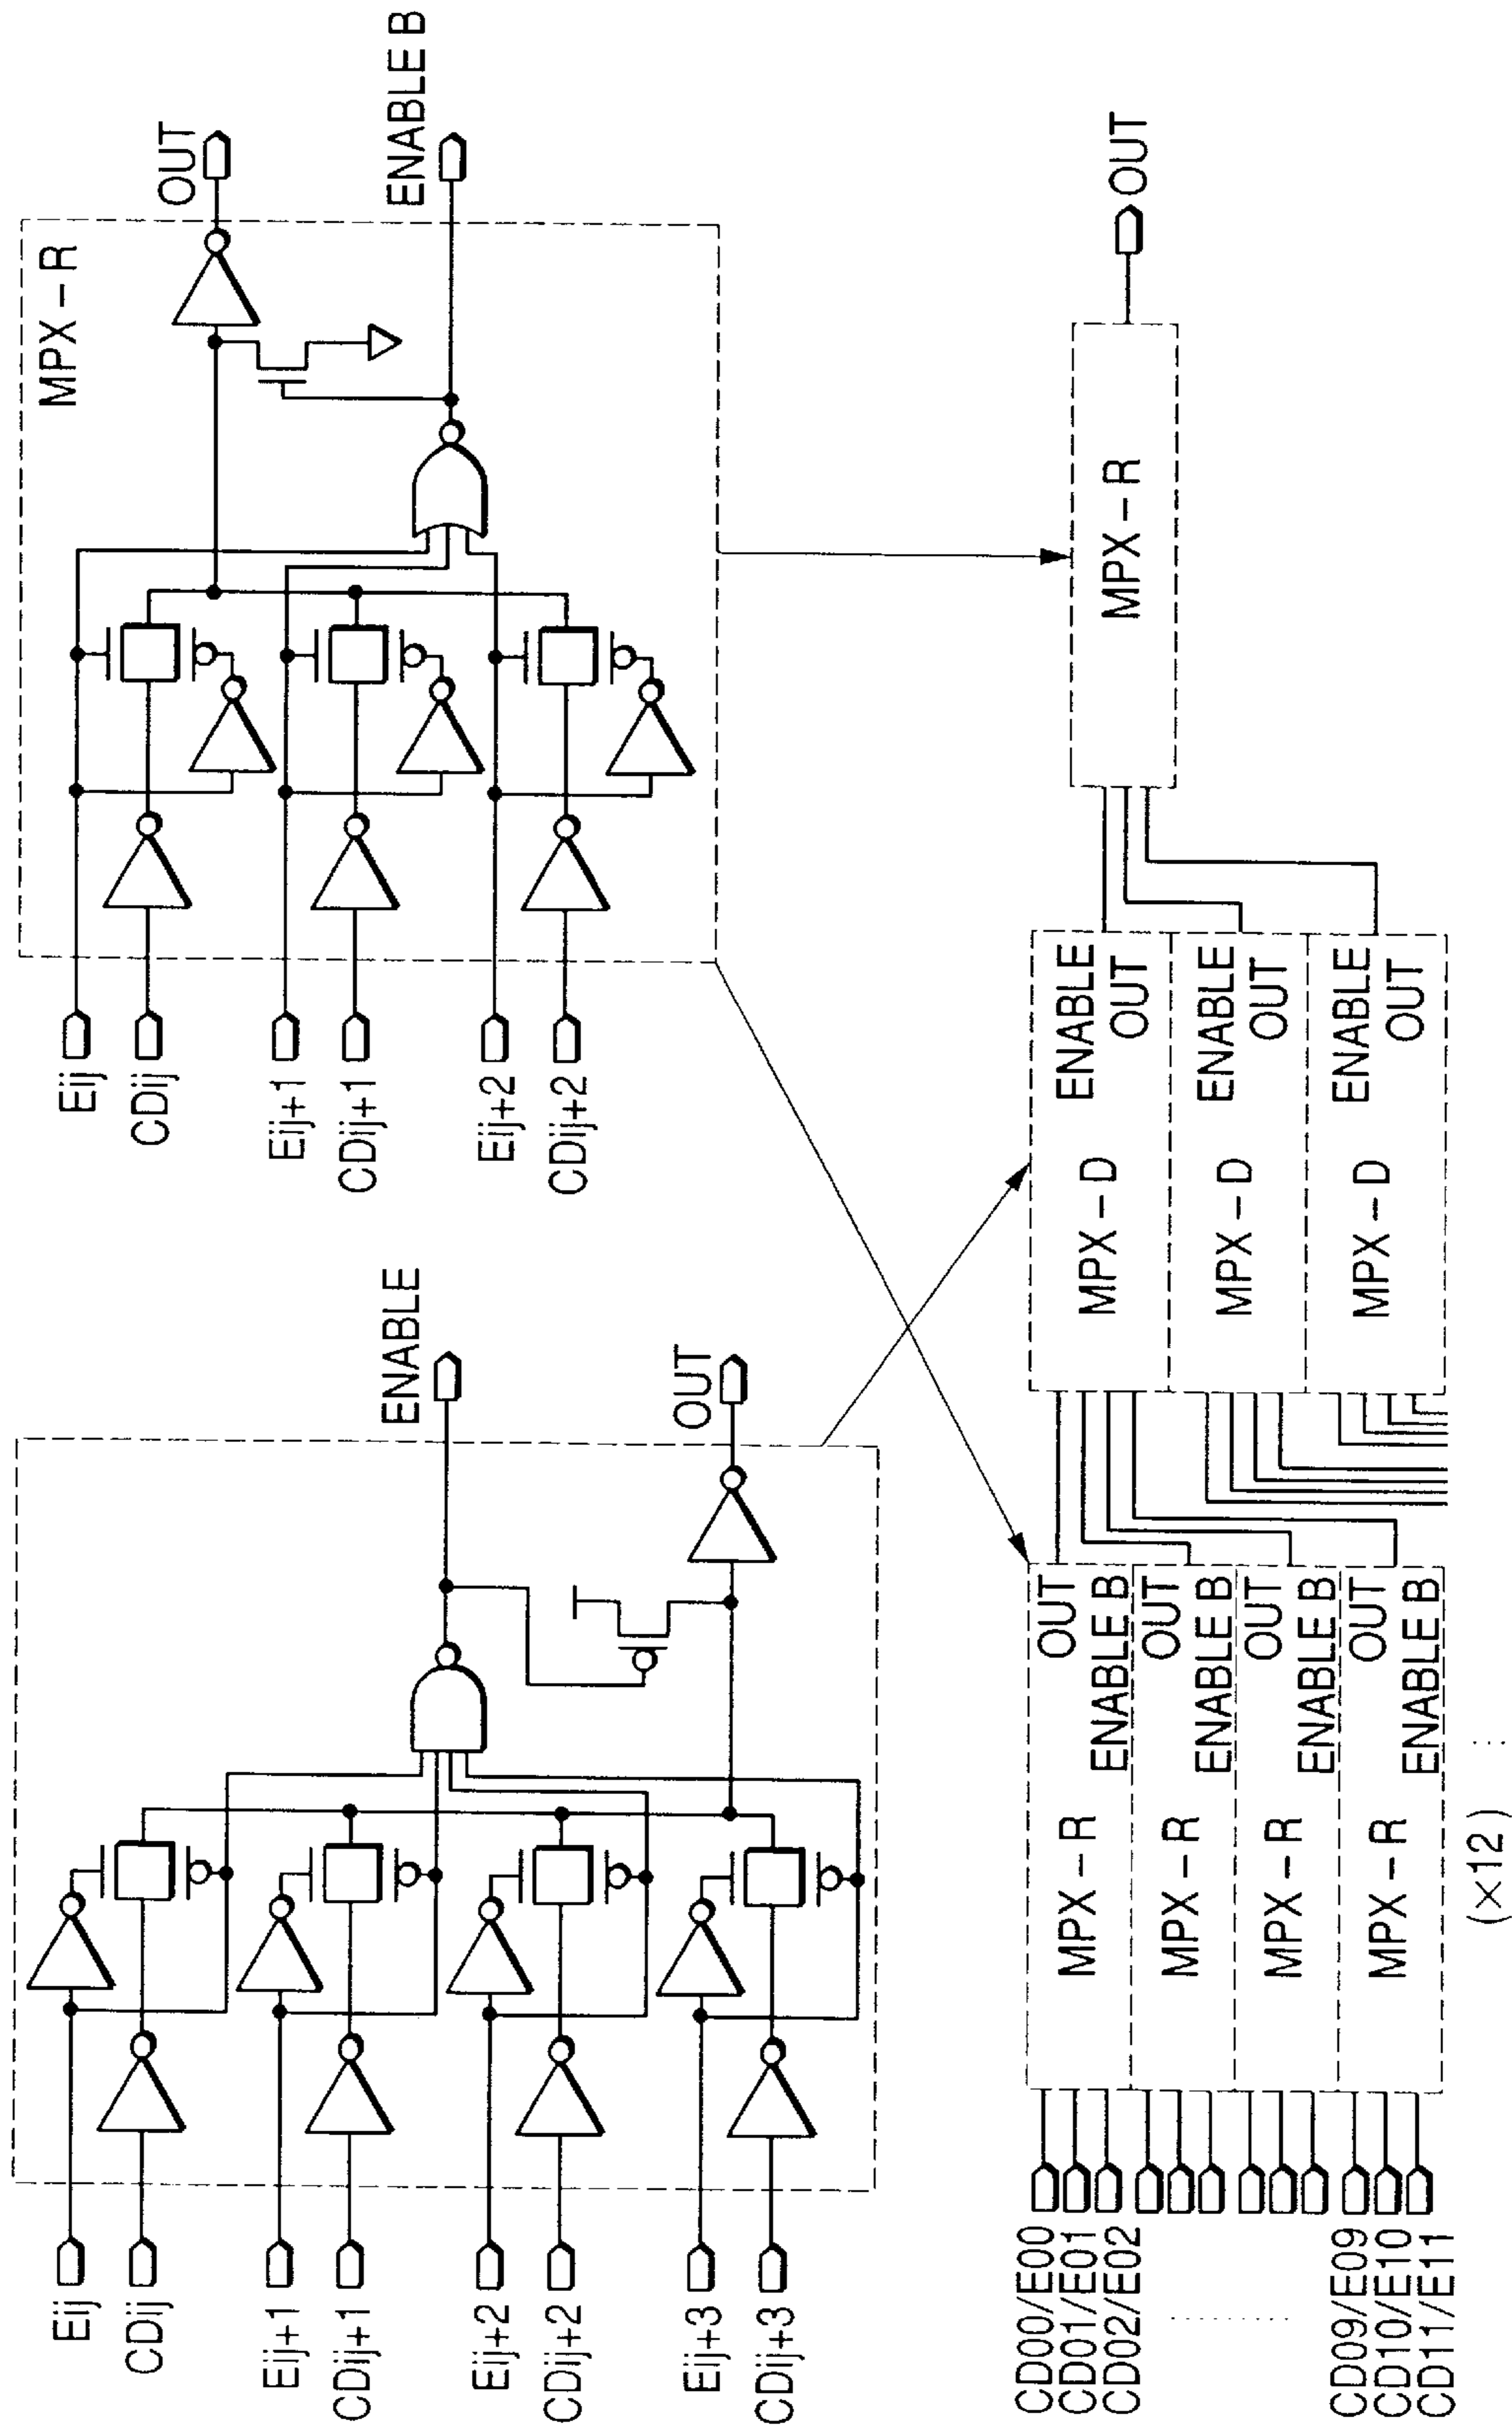 Eij
CDij
Eij+1
CDij+1
Eij+2
CDij+2
Eij+3
CDij+3
ENABLE
OUT
MPX-R
Eij
CDij
Eij+1
CDij+1
Eij+2
CDij+2
OUT
ENABLE B
CD00/E00
CD01/E01
CD02/E02
CD09/E09
CD10/E10
CD11/E11
MPX-R
OUT
ENABLE B
MPX-R
OUT
ENABLE B
MPX-R
OUT
ENABLE B
MPX-R
OUT
ENABLE B
(×12)
MPX-D
ENABLE
OUT
MPX-D
ENABLE
OUT
MPX-D
ENABLE
OUT
MPX-R
OUT